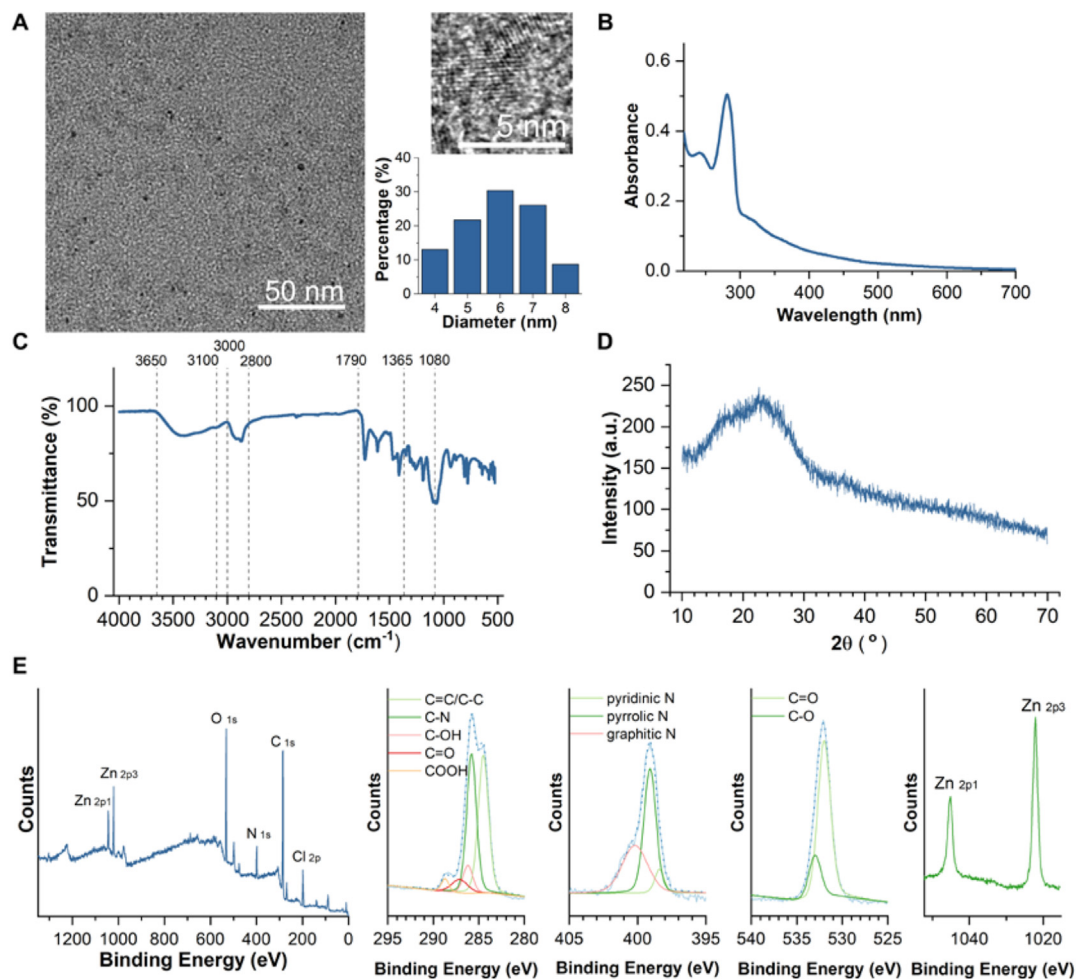 A
50 nm
5 nm
Percentage (%)
40
30
20
10
0
4 5 6 7 8
Diameter (nm)
B
Absorbance
0.6
0.4
0.2
0.0
300 400 500 600 700
Wavelength (nm)
C
3650 3100 3000 2800 1790 1365 1080
Transmittance (%)
100
50
0
4000 3500 3000 2500 2000 1500 1000 500
Wavenumber (cm⁻¹)
D
Intensity (a.u.)
250
200
150
100
50
0
10 20 30 40 50 60 70
2θ ( ° )
E
Counts
Zn 2p1
Zn 2p3
O 1s
N 1s
C 1s
Cl 2p
1200 1000 800 600 400 200 0
Binding Energy (eV)
Counts
C=C/C-C
C-N
C-OH
C=O
COOH
295 290 285 280
Binding Energy (eV)
Counts
pyridinic N
pyrrolic N
graphitic N
405 400 395
Binding Energy (eV)
Counts
C=O
C-O
540 535 530 525
Binding Energy (eV)
Counts
Zn 2p1
Zn 2p3
1040 1020
Binding Energy (eV)